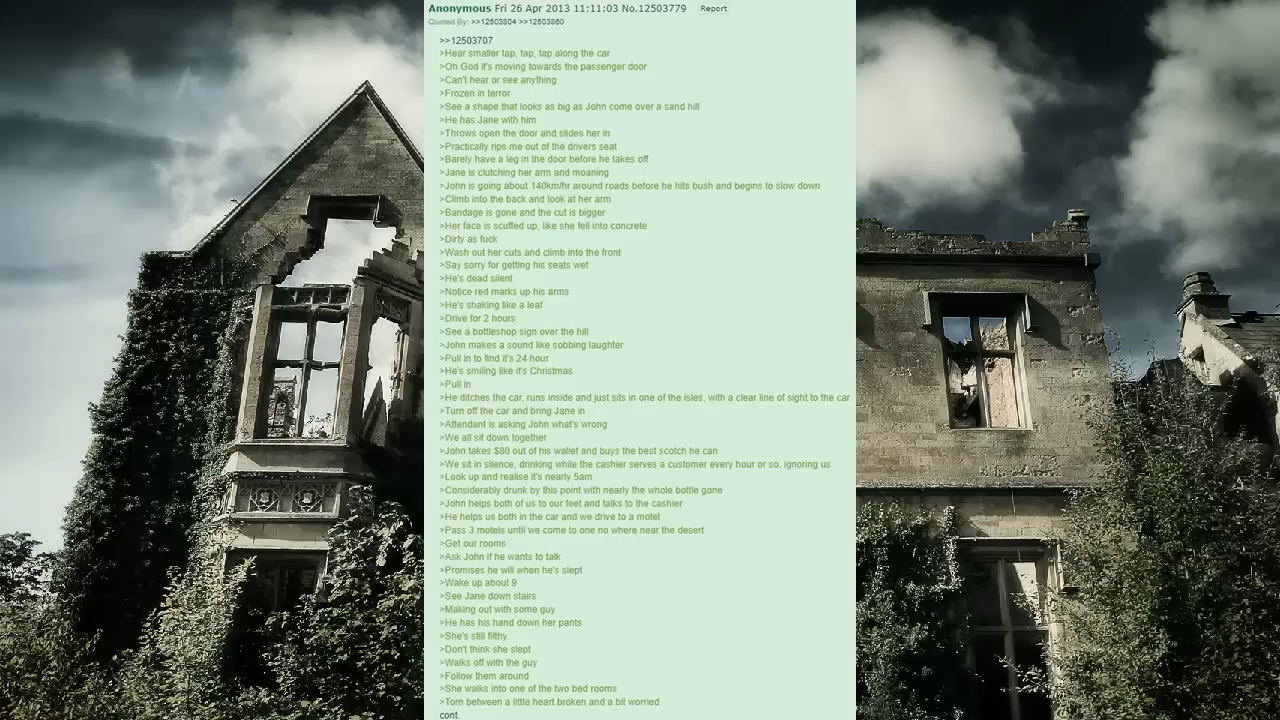 Anonymous Fri 26 Apr 2013 11:11:03 No.12503779 Report
Quoted By: >>12503804 >>12503860
>>12503707
>Hear smaller tap, tap, tap along the car
>Oh God it's moving towards the passenger door
>Can't hear or see anything
>Frozen in terror
>See a shape that looks as big as John come over a sand hill
>He has Jane with him
>Throws open the door and slides her in
>Practically rips me out of the drivers seat
>Barely have a leg in the door before he takes off
>Jane is clutching her arm and moaning
>John is going about 140km/hr around roads before he hits bush and begins to slow down
>Climb into the back and look at her arm
>Bandage is gone and the cut is bigger
>Her face is scuffed up, like she fell into concrete
>Dirty as fuck
>Wash out her cuts and climb into the front
>Say sorry for getting his seats wet
>He's dead silent
>Notice red marks up his arms
>He's shaking like a leaf
>Drive for 2 hours
>See a bottleshop sign over the hill
>John makes a sound like sobbing laughter
>Pull in to find it's 24 hour
>He's smiling like it's Christmas
>Pull in
>He ditches the car, runs inside and just sits in one of the isles, with a clear line of sight to the car
>Turn off the car and bring Jane in
>Attendant is asking John what's wrong
>We all sit down together
>John takes $80 out of his wallet and buys the best scotch he can
>We sit in silence, drinking while the cashier serves a customer every hour or so, ignoring us
>Look up and realise it's nearly 5am
>Considerably drunk by this point with nearly the whole bottle gone
>John helps both of us to our feet and talks to the cashier
>He helps us both in the car and we drive to a motel
>Pass 3 motels until we come to one no where near the desert
>Get our rooms
>Ask John if he wants to talk
>Promises he will when he's slept
>Wake up about 9
>See Jane down stairs
>Making out with some guy
>He has his hand down her pants
>She's still filthy
>Don't think she slept
>Walks off with the guy
>Follow them around
>She walks into one of the two bed rooms
>Torn between a little heart broken and a bit worried
cont